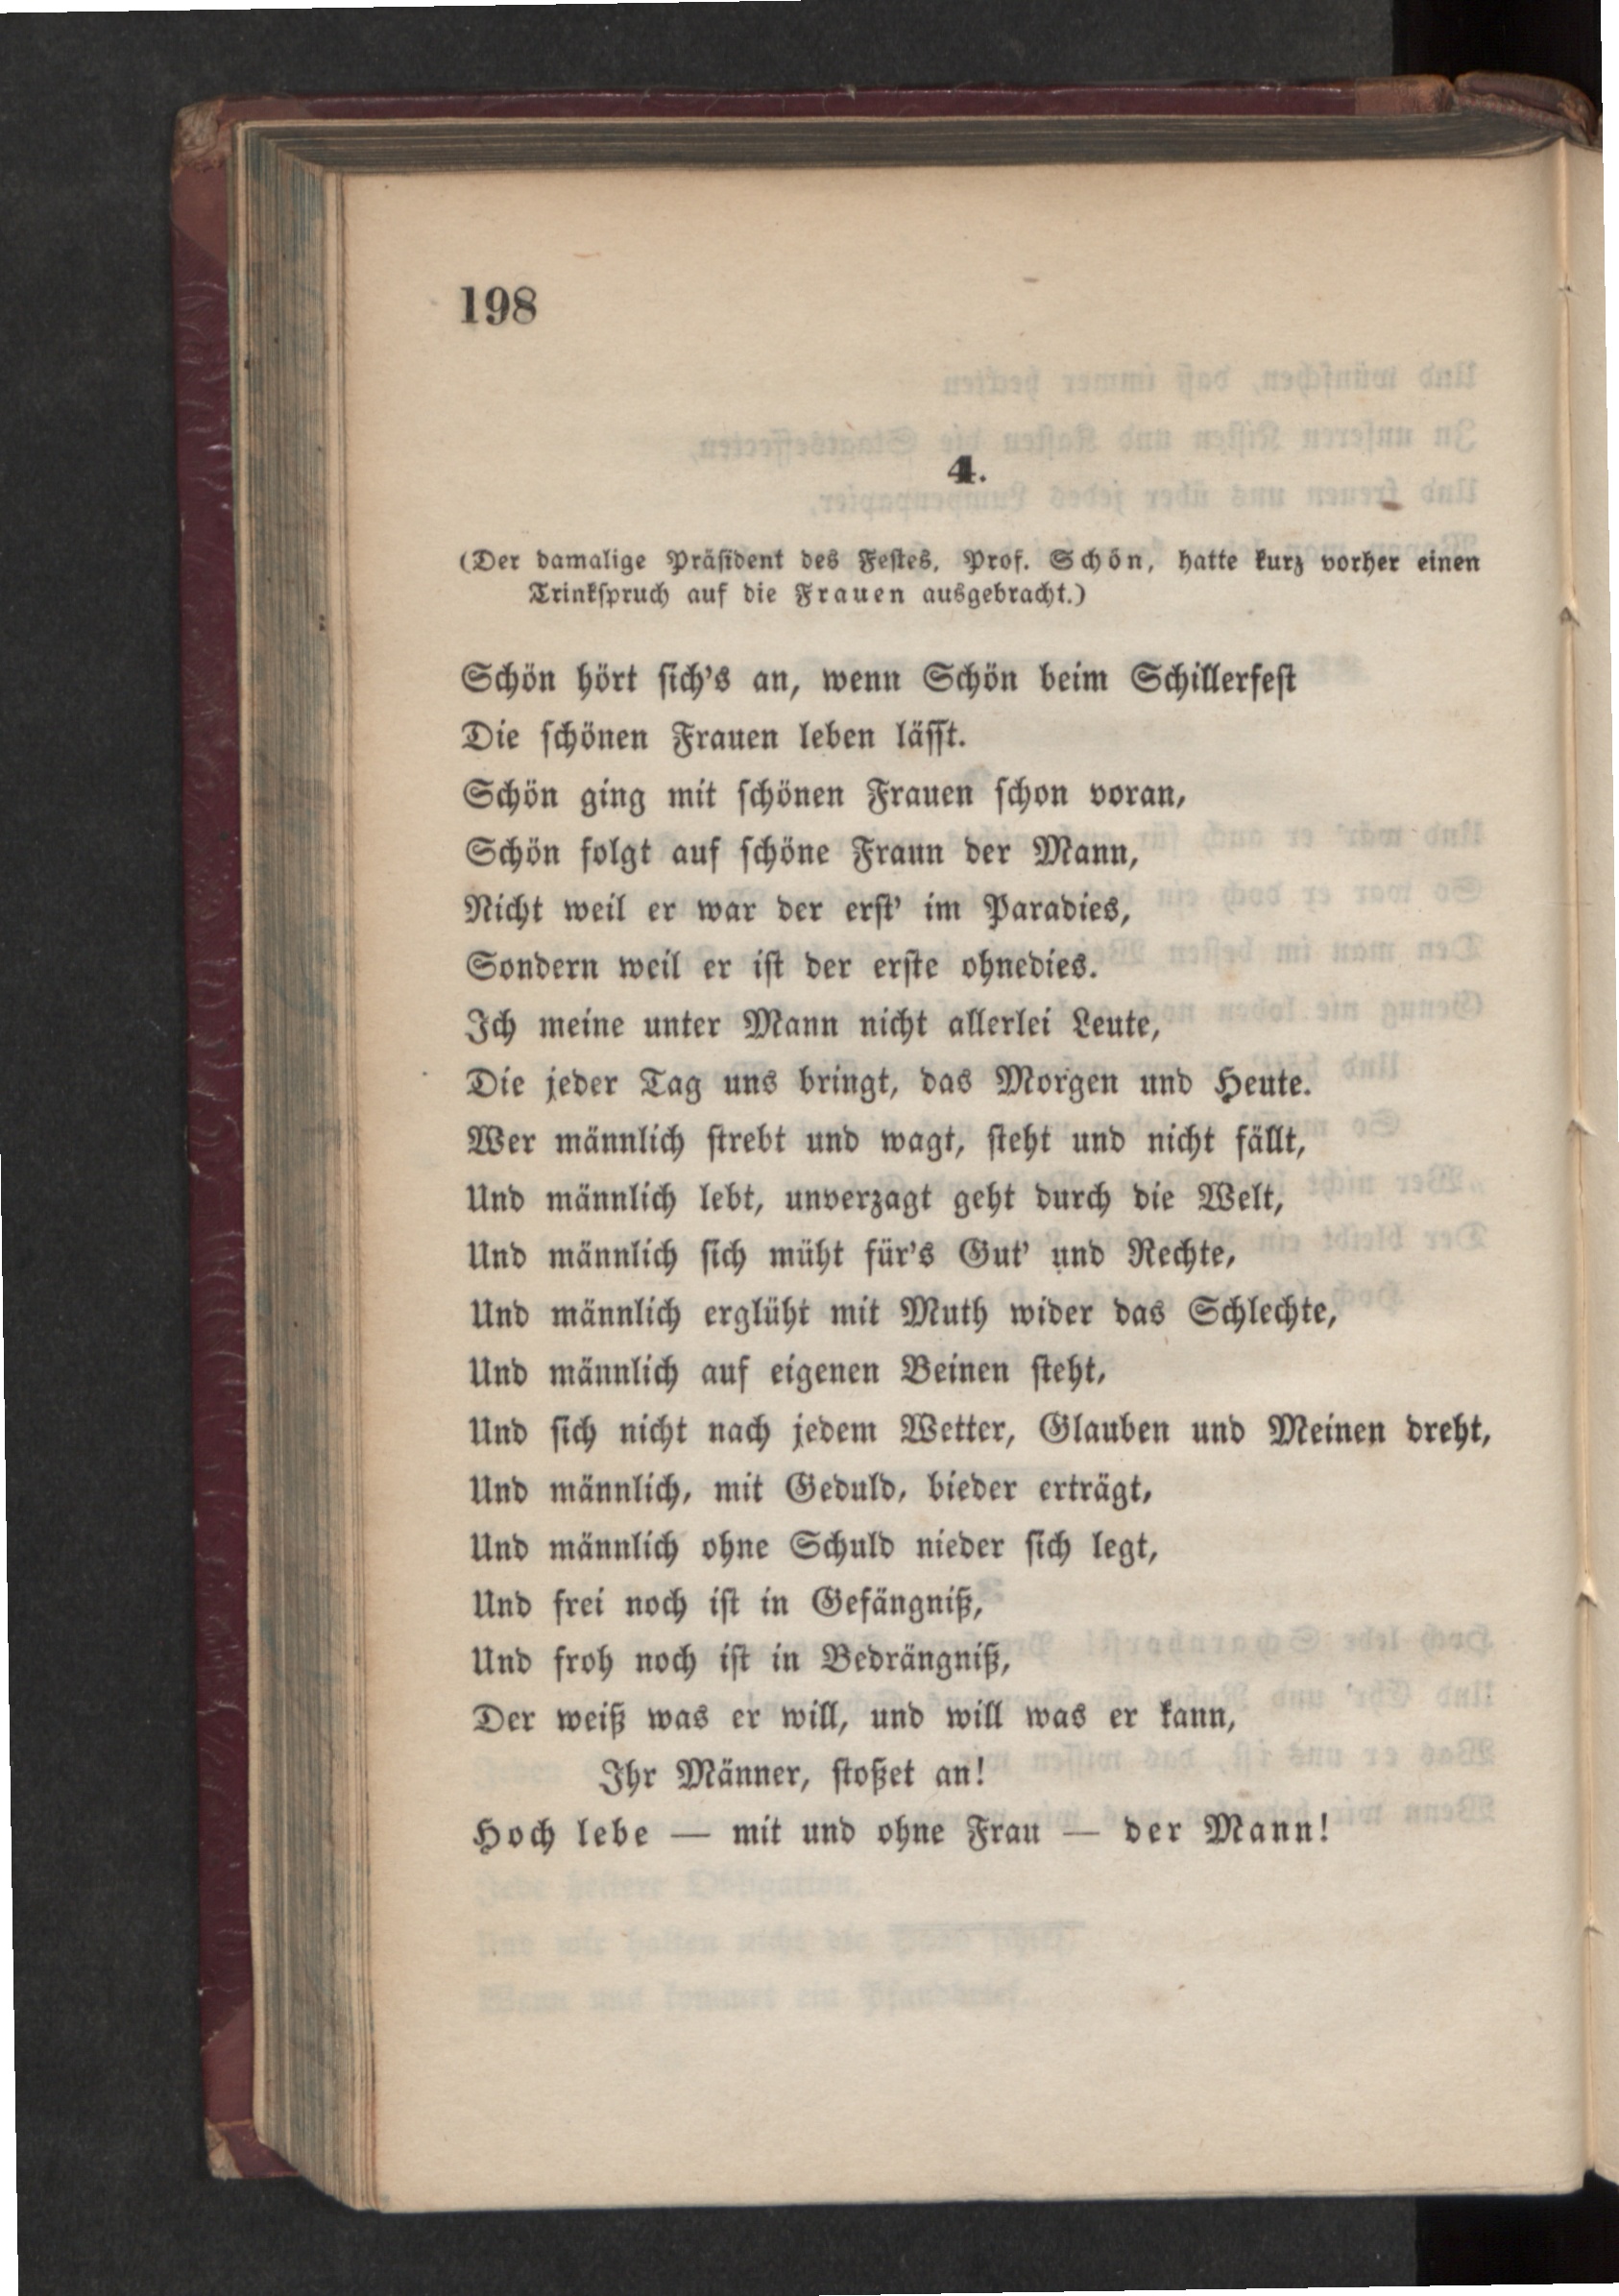 198
4.
(Der damalige Präsident des Festes, Prof. Schön, hatte kurz vorher einen
Trinkspruch auf die Frauen ausgebracht.)
Schön hört sich's an, wenn Schön beim Schillerfest
Die schönen Frauen leben lässt.
Schön ging mit schönen Frauen schon voran,
Schön folgt auf schöne Fraun der Mann,
Nicht weil er war der erst' im Paradies,
Sondern weil er ist der erste ohnedies.
Ich meine unter Mann nicht allerlei Leute,
Die jeder Tag uns bringt, das Morgen und Heute.
Wer männlich strebt und wagt, steht und nicht fällt,
Und männlich lebt, unverzagt geht durch die Welt,
Und männlich sich müht für's Gut' und Rechte,
Und männlich erglüht mit Muth wider das Schlechte,
Und männlich auf eigenen Beinen steht,
Und sich nicht nach jedem Wetter, Glauben und Meinen dreht,
Und männlich, mit Geduld, bieder erträgt,
Und männlich ohne Schuld nieder sich legt,
Und frei noch ist in Gefängniß,
Und froh noch ist in Bedrängniß,
Der weiß was er will, und will was er kann,
Ihr Männer, stoßet an!
Hoch lebe — mit und ohne Frau — der Mann!